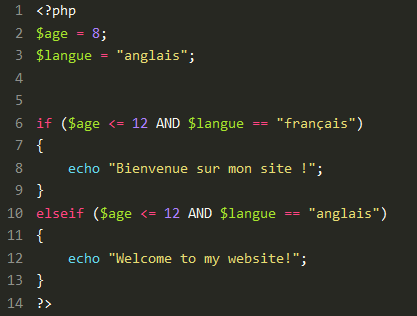 1 <?php
2 $age = 8;
3 $langue = "anglais";
4
5
6 if ($age <= 12 AND $langue == "français")
7 {
8     echo "Bienvenue sur mon site !";
9 }
10 elseif ($age <= 12 AND $langue == "anglais")
11 {
12     echo "Welcome to my website!";
13 }
14 ?>